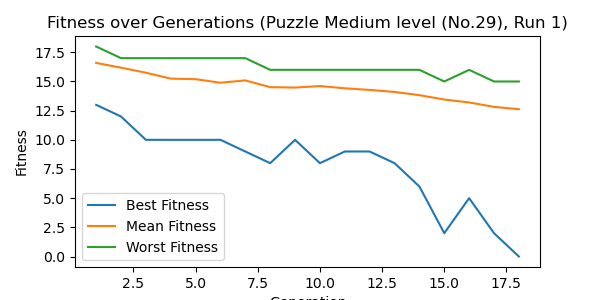 Fitness over Generations (Puzzle Medium level (No.29), Run 1)
17.5
15.0
12.5
10.0
7.5
5.0
2.5
0.0
Fitness
Best Fitness
Mean Fitness
Worst Fitness
2.5 5.0 7.5 10.0 12.5 15.0 17.5
Generation